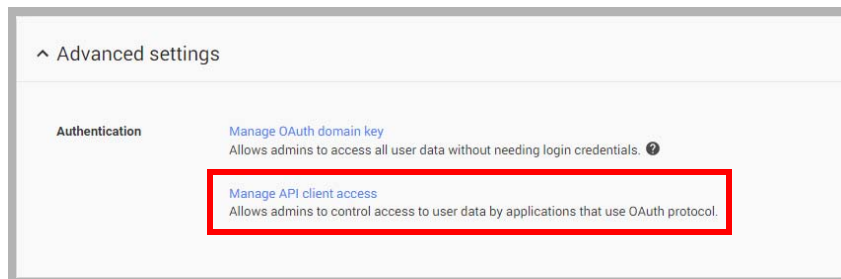 Advanced settings
Authentication
Manage OAuth domain key
Allows admins to access all user data without needing login credentials. ?
Manage API client access
Allows admins to control access to user data by applications that use OAuth protocol.